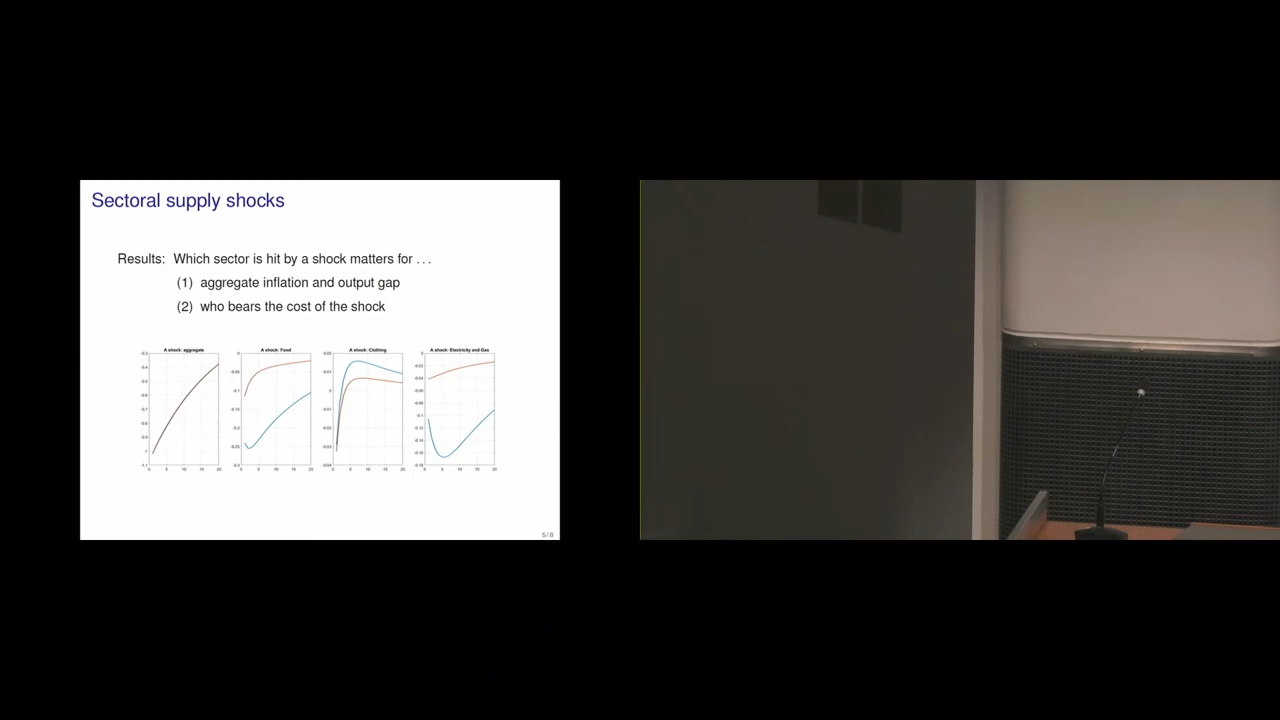 Sectoral supply shocks
Results: Which sector is hit by a shock matters for . . .
(1) aggregate inflation and output gap
(2) who bears the cost of the shock
A shock: aggregate
A shock: Food
A shock: Clothing
A shock: Electricity and Gas
5 / 8